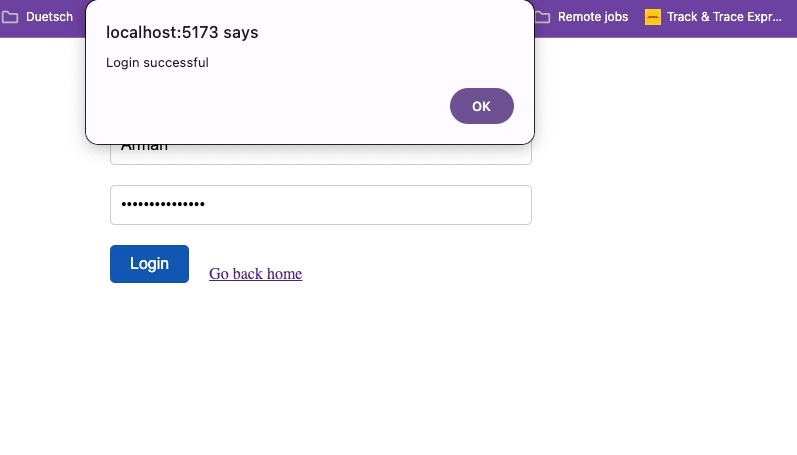 Duetsch
Remote jobs
Track & Trace Expr...
localhost:5173 says
Login successful
OK
Arman
Login
Go back home